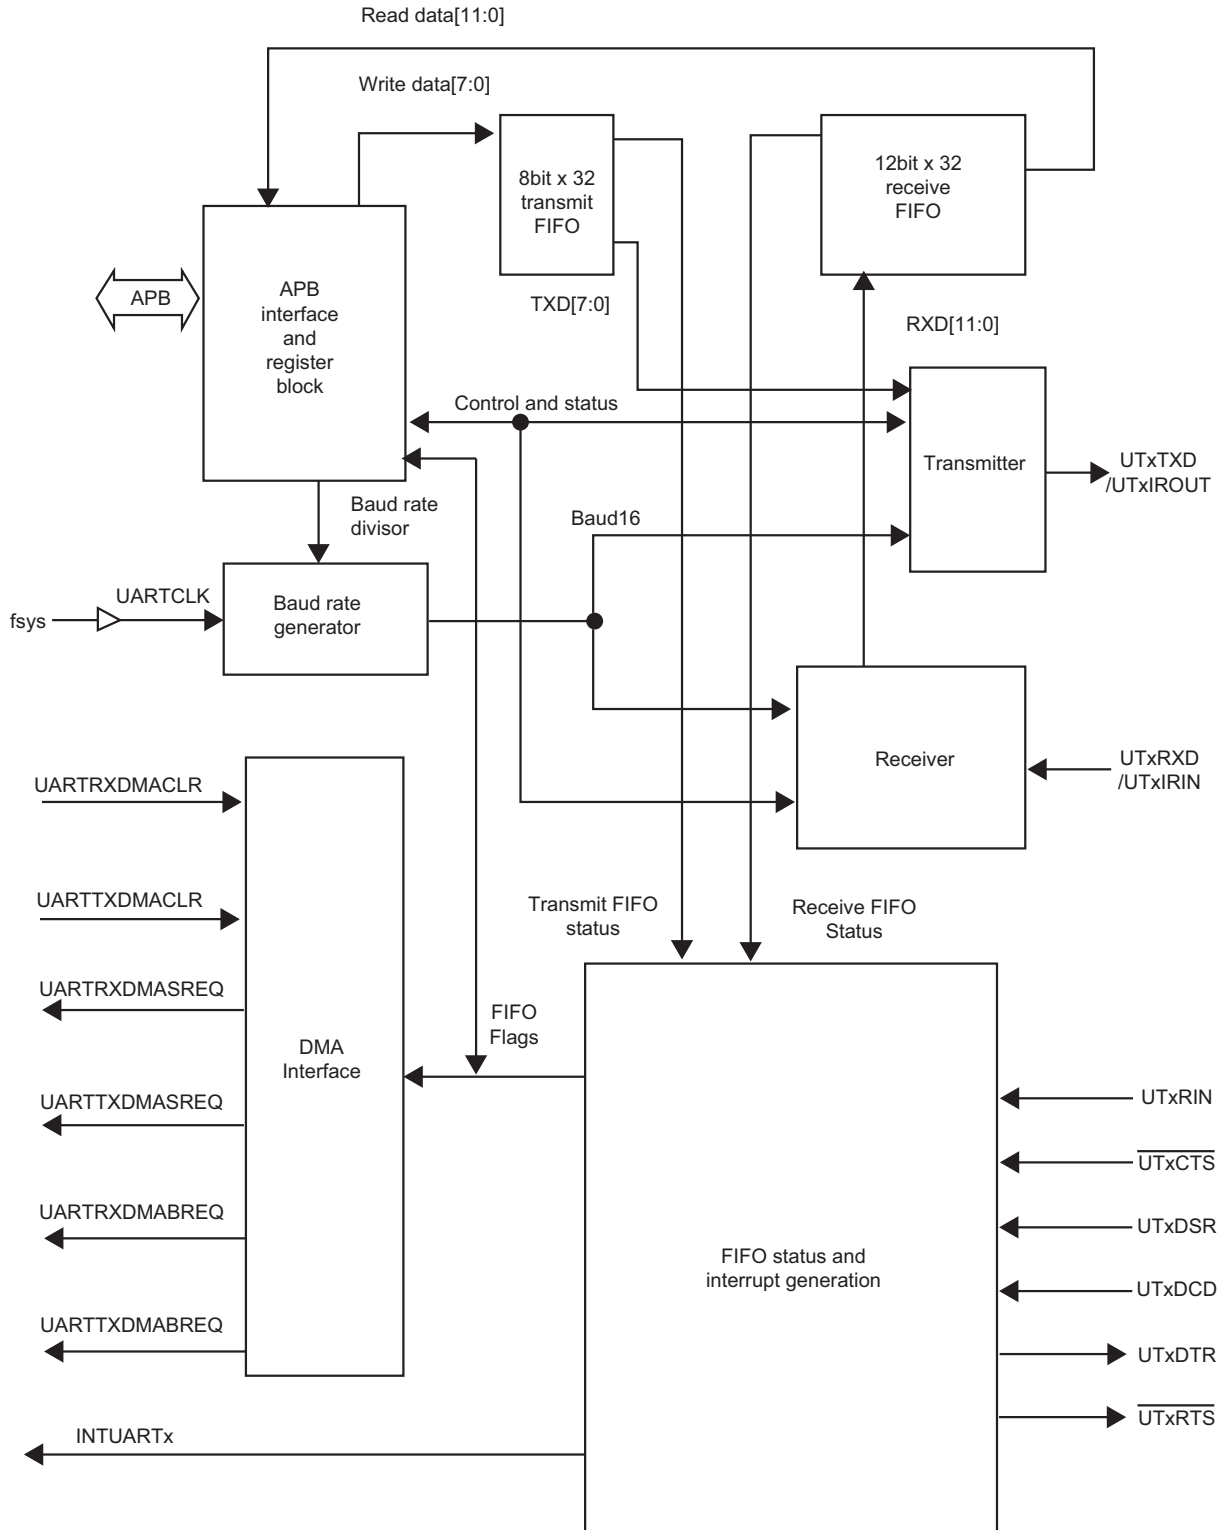 Read data[11:0]
Write data[7:0]
8bit x 32
transmit
FIFO
12bit x 32
receive
FIFO
APB
APB
interface
and
register
block
TXD[7:0]
RXD[11:0]
Control and status
Transmitter
UTxTXD
/UTxIROUT
Baud rate
divisor
Baud16
UARTCLK
fsys
Baud rate
generator
Receiver
UTxRXD
/UTxIRIN
UARTRXDMACLR
UARTTXDMACLR
Transmit FIFO
status
Receive FIFO
Status
UARTRXDMASREQ
FIFO
Flags
DMA
Interface
UARTTXDMASREQ
UTxRIN
UTxCTS
UARTRXDMABREQ
UTxDSR
FIFO status and
interrupt generation
UTxDCD
UARTTXDMABREQ
UTxDTR
UTxRTS
INTUARTx